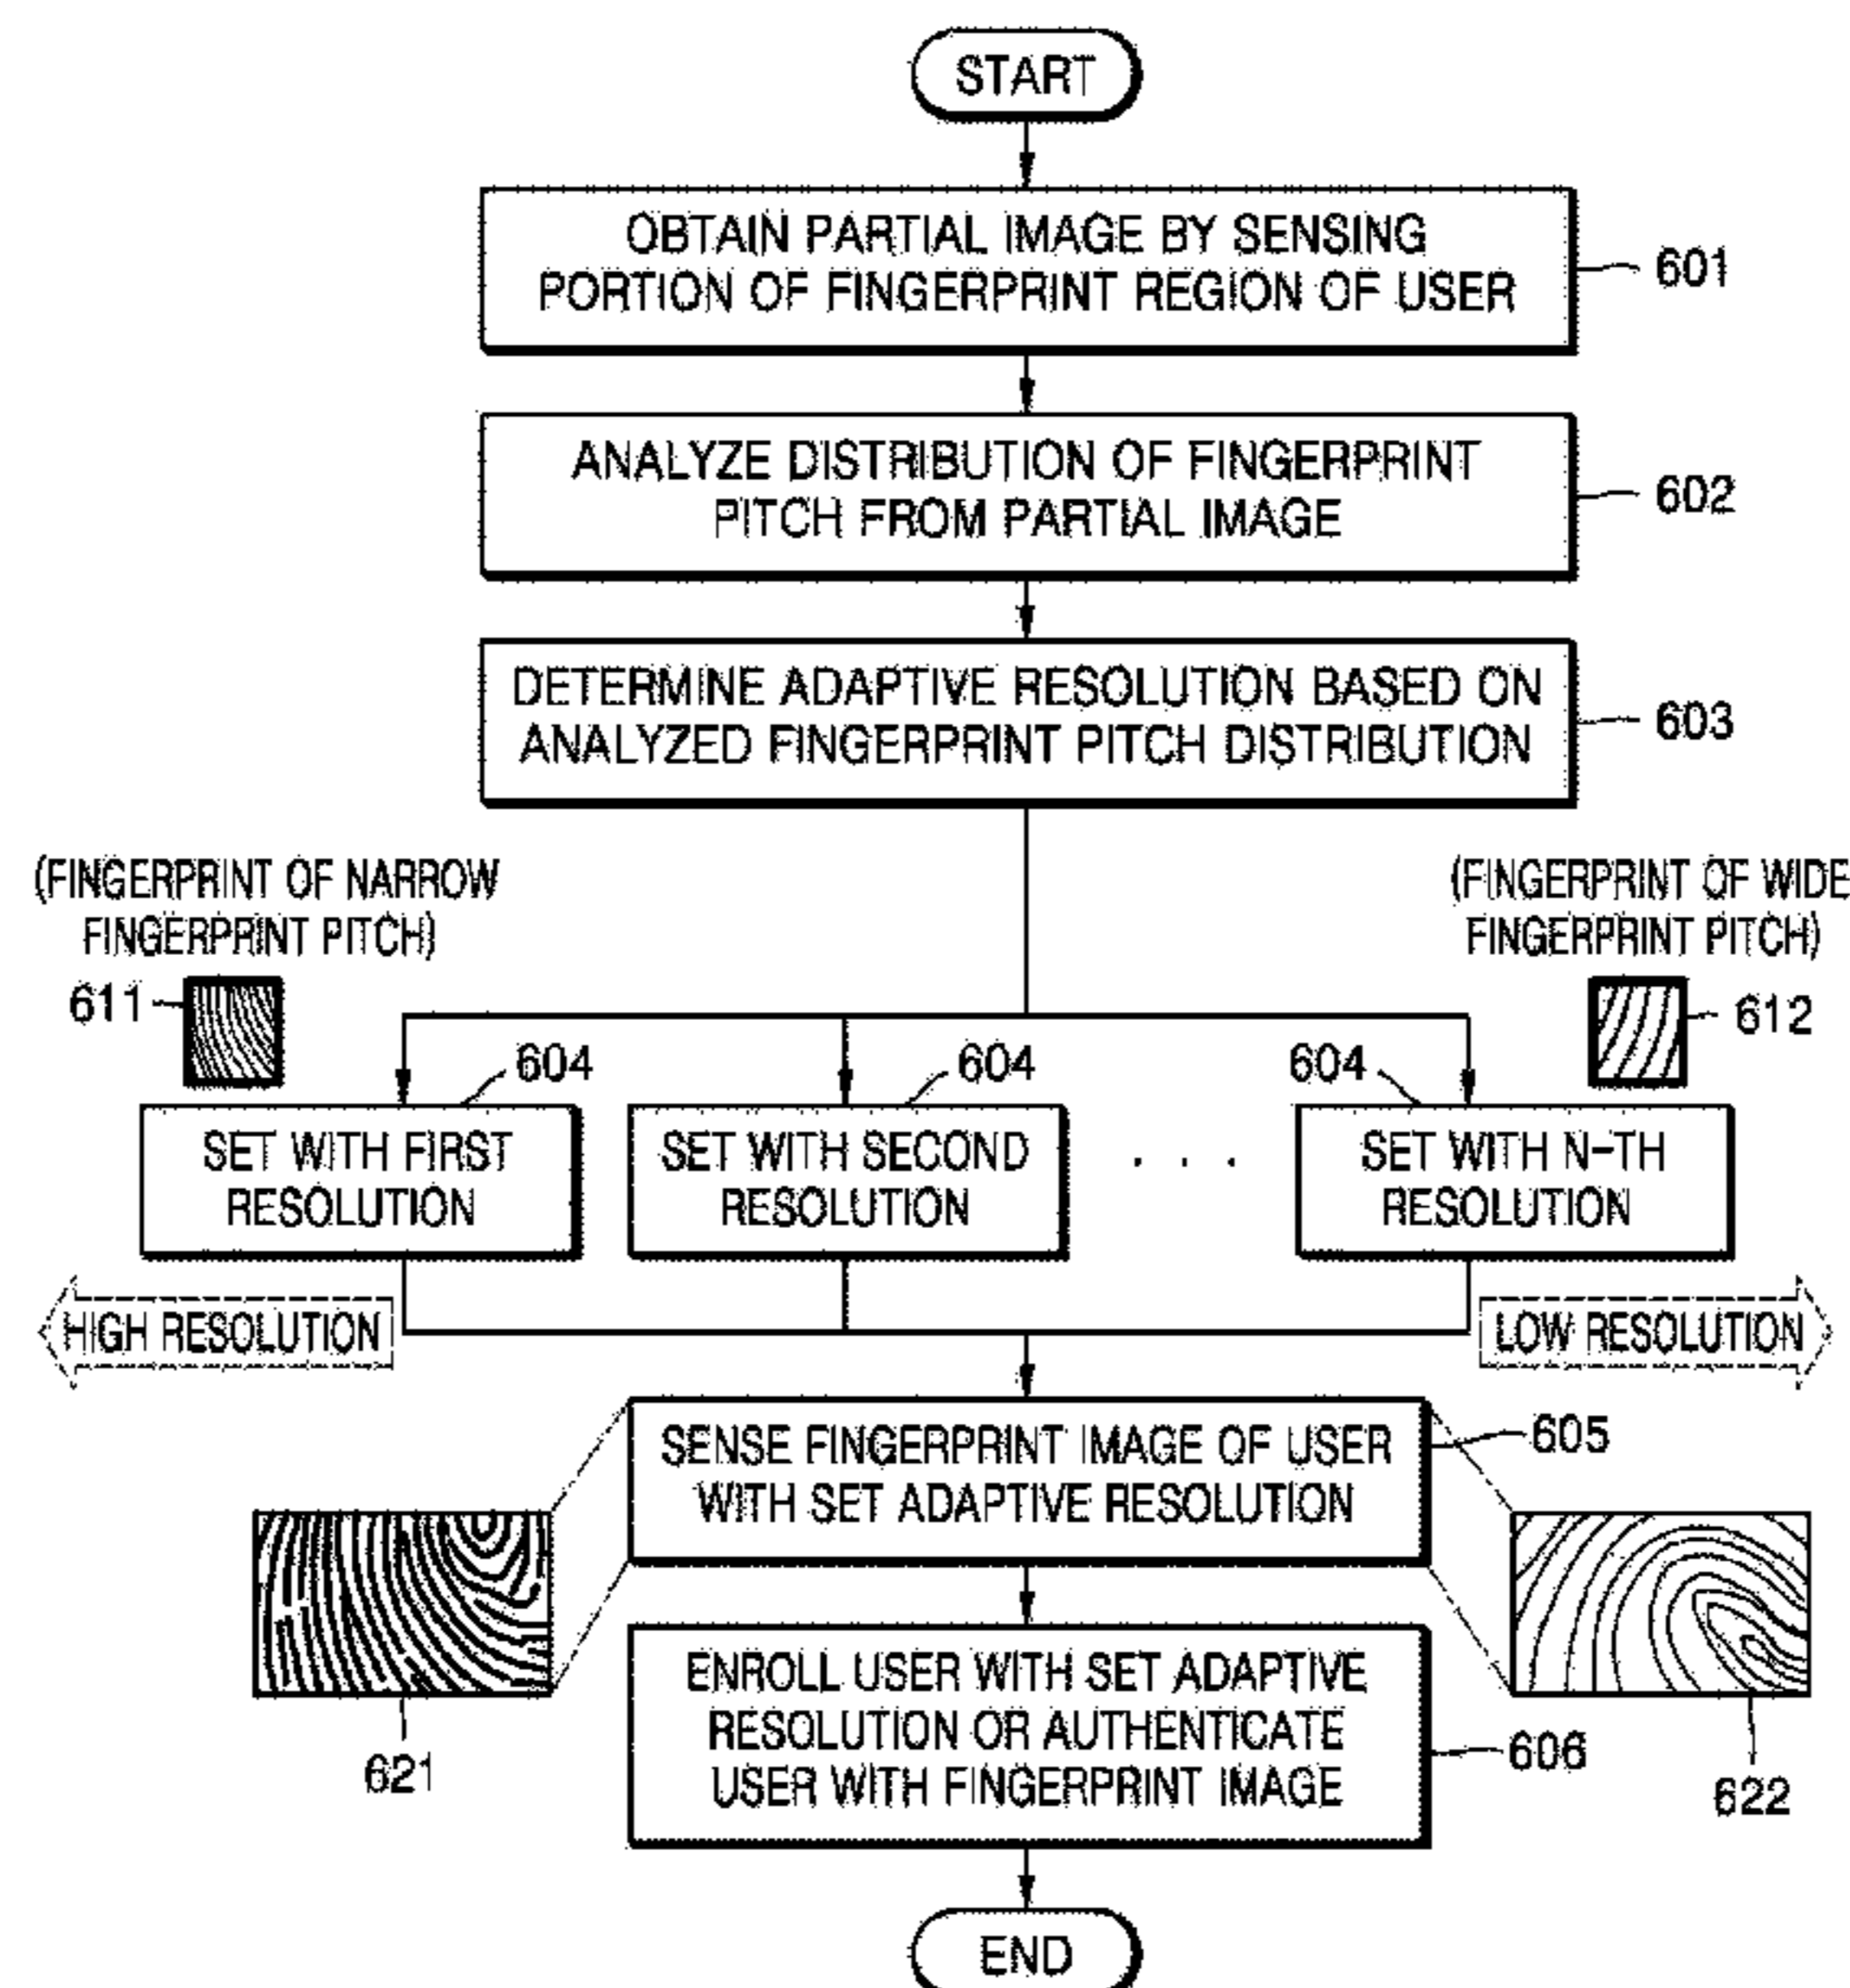 START
OBTAIN PARTIAL IMAGE BY SENSING
PORTION OF FINGERPRINT REGION OF USER
601
ANALYZE DISTRIBUTION OF FINGERPRINT
PITCH FROM PARTIAL IMAGE
602
DETERMINE ADAPTIVE RESOLUTION BASED ON
ANALYZED FINGERPRINT PITCH DISTRIBUTION
603
(FINGERPRINT OF NARROW
FINGERPRINT PITCH)
611
(FINGERPRINT OF WIDE
FINGERPRINT PITCH)
612
604
604
604
SET WITH FIRST
RESOLUTION
SET WITH SECOND
RESOLUTION
. . .
SET WITH N-TH
RESOLUTION
HIGH RESOLUTION
LOW RESOLUTION
SENSE FINGERPRINT IMAGE OF USER
WITH SET ADAPTIVE RESOLUTION
605
621
622
ENROLL USER WITH SET ADAPTIVE
RESOLUTION OR AUTHENTICATE
USER WITH FINGERPRINT IMAGE
606
END